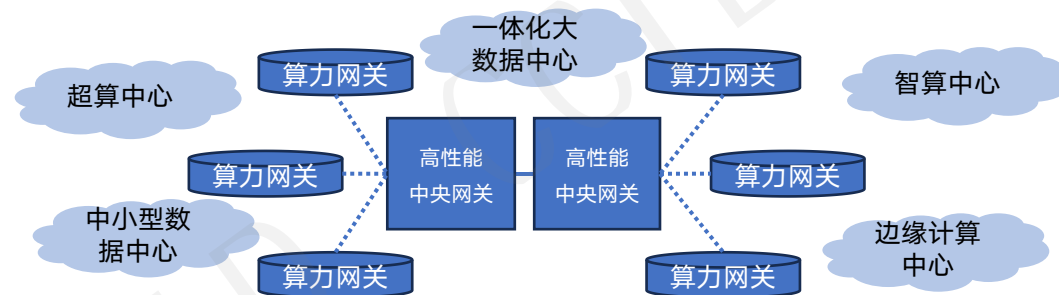 一体化大
数据中心
算力网关
算力网关
超算中心
智算中心
高性能
中央网关
高性能
中央网关
算力网关
算力网关
中小型数
据中心
边缘计算
中心
算力网关
算力网关